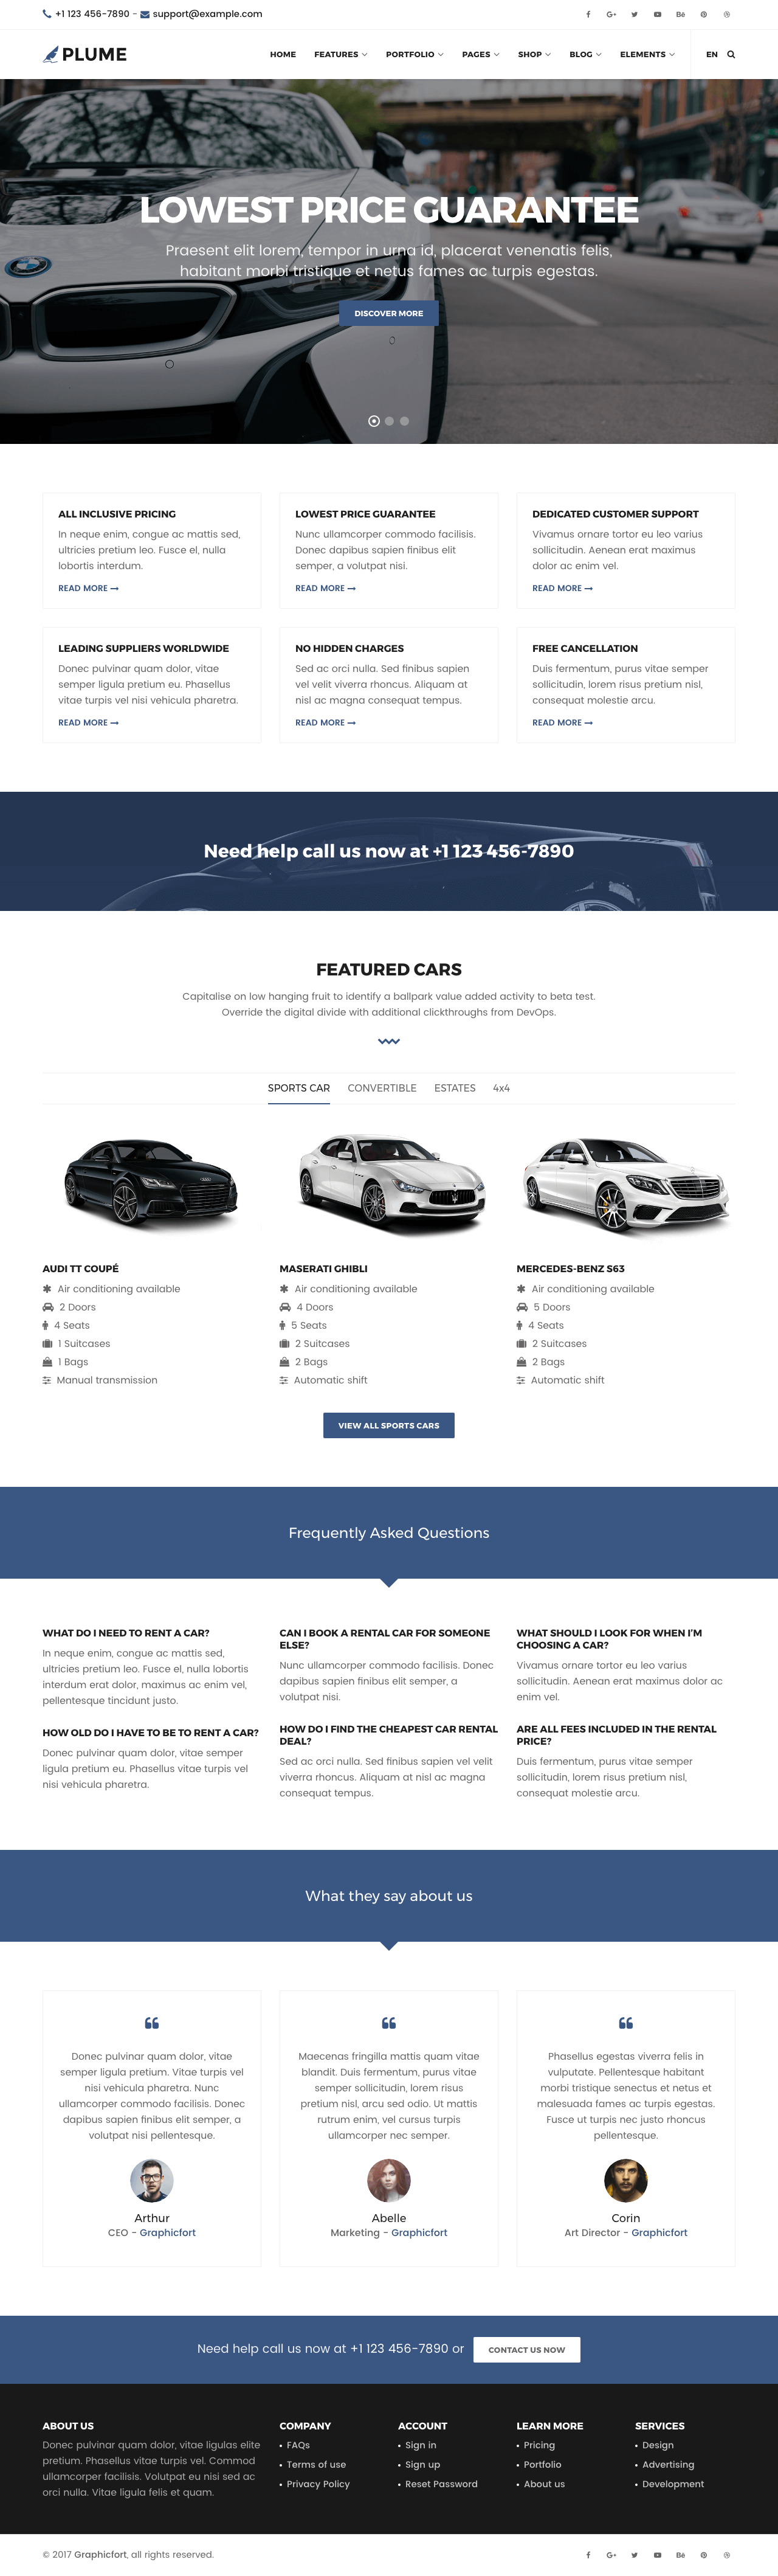 +1 123 456-7890 - support@example.com
PLUME
HOME FEATURES PORTFOLIO PAGES SHOP BLOG ELEMENTS EN
LOWEST PRICE GUARANTEE
Praesent elit lorem, tempor in urna id, placerat venenatis felis,
habitant morbi tristique et netus fames ac turpis egestas.
DISCOVER MORE
ALL INCLUSIVE PRICING
In neque enim, congue ac mattis sed,
ultricies pretium leo. Fusce el, nulla
lobortis interdum.
READ MORE
LOWEST PRICE GUARANTEE
Nunc ullamcorper commodo facilisis.
Donec dapibus sapien finibus elit
semper, a volutpat nisi.
READ MORE
DEDICATED CUSTOMER SUPPORT
Vivamus ornare tortor eu leo varius
sollicitudin. Aenean erat maximus
dolor ac enim vel.
READ MORE
LEADING SUPPLIERS WORLDWIDE
Donec pulvinar quam dolor, vitae
semper ligula pretium eu. Phasellus
vitae turpis vel nisi vehicula pharetra.
READ MORE
NO HIDDEN CHARGES
Sed ac orci nulla. Sed finibus sapien
vel velit viverra rhoncus. Aliquam at
nisl ac magna consequat tempus.
READ MORE
FREE CANCELLATION
Duis fermentum, purus vitae semper
sollicitudin, lorem risus pretium nisl,
consequat molestie arcu.
READ MORE
Need help call us now at +1 123 456-7890
FEATURED CARS
Capitalise on low hanging fruit to identify a ballpark value added activity to beta test.
Override the digital divide with additional clickthroughs from DevOps.
SPORTS CAR CONVERTIBLE ESTATES 4x4
AUDI TT COUPÉ
Air conditioning available
2 Doors
4 Seats
1 Suitcases
1 Bags
Manual transmission
MASERATI GHIBLI
Air conditioning available
4 Doors
5 Seats
2 Suitcases
2 Bags
Automatic shift
MERCEDES-BENZ S63
Air conditioning available
5 Doors
4 Seats
2 Suitcases
2 Bags
Automatic shift
VIEW ALL SPORTS CARS
Frequently Asked Questions
WHAT DO I NEED TO RENT A CAR?
In neque enim, congue ac mattis sed,
ultricies pretium leo. Fusce el, nulla lobortis
interdum erat dolor, maximus ac enim vel,
pellentesque tincidunt justo.
HOW OLD DO I HAVE TO BE TO RENT A CAR?
Donec pulvinar quam dolor, vitae semper
ligula pretium eu. Phasellus vitae turpis vel
nisi vehicula pharetra.
CAN I BOOK A RENTAL CAR FOR SOMEONE
ELSE?
Nunc ullamcorper commodo facilisis. Donec
dapibus sapien finibus elit semper, a
volutpat nisi.
HOW DO I FIND THE CHEAPEST CAR RENTAL
DEAL?
Sed ac orci nulla. Sed finibus sapien vel velit
viverra rhoncus. Aliquam at nisl ac magna
consequat tempus.
WHAT SHOULD I LOOK FOR WHEN I'M
CHOOSING A CAR?
Vivamus ornare tortor eu leo varius
sollicitudin. Aenean erat maximus dolor ac
enim vel.
ARE ALL FEES INCLUDED IN THE RENTAL
PRICE?
Duis fermentum, purus vitae semper
sollicitudin, lorem risus pretium nisl,
consequat molestie arcu.
What they say about us
Donec pulvinar quam dolor, vitae
semper ligula pretium. Vitae turpis vel
nisi vehicula pharetra. Nunc
ullamcorper commodo facilisis. Donec
dapibus sapien finibus elit semper, a
volutpat nisi pellentesque.
Arthur
CEO - Graphicfort
Maecenas fringilla mattis quam vitae
blandit. Duis fermentum, purus vitae
semper sollicitudin, lorem risus
pretium nisl, arcu sed odio. Ut mattis
rutrum enim, vel cursus turpis
ullamcorper nec semper.
Abelle
Marketing - Graphicfort
Phasellus egestas viverra felis in
vulputate. Pellentesque habitant
morbi tristique senectus et netus et
malesuada fames ac turpis egestas.
Fusce ut turpis nec justo rhoncus
pellentesque.
Corin
Art Director - Graphicfort
Need help call us now at +1 123 456-7890 or CONTACT US NOW
ABOUT US
Donec pulvinar quam dolor, vitae ligulas elite
pretium. Phasellus vitae turpis vel. Commod
ullamcorper facilisis. Volutpat eu nisi sed ac
orci nulla. Vitae ligula felis et quam.
COMPANY
FAQs
Terms of use
Privacy Policy
ACCOUNT
Sign in
Sign up
Reset Password
LEARN MORE
Pricing
Portfolio
About us
SERVICES
Design
Advertising
Development
© 2017 Graphicfort, all rights reserved.